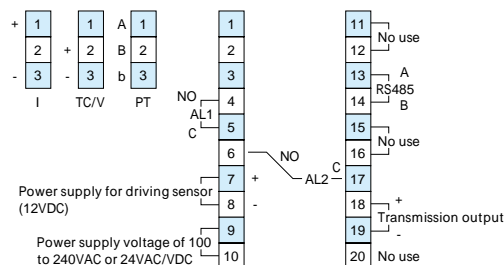 + 1 A 1
2 + 2 B 2
- 3 - 3 b 3
I TC/V PT
1
2
3
NO 4
AL1
C 5
6 NO
Power supply for driving sensor 7 +
(12VDC) 8 -
Power supply voltage of 100 9
to 240VAC or 24VAC/VDC 10
11
No use
12
13 A
RS485
14 B
15
No use
16
AL2 C 17
18 +
Transmission output
19 -
20 No use